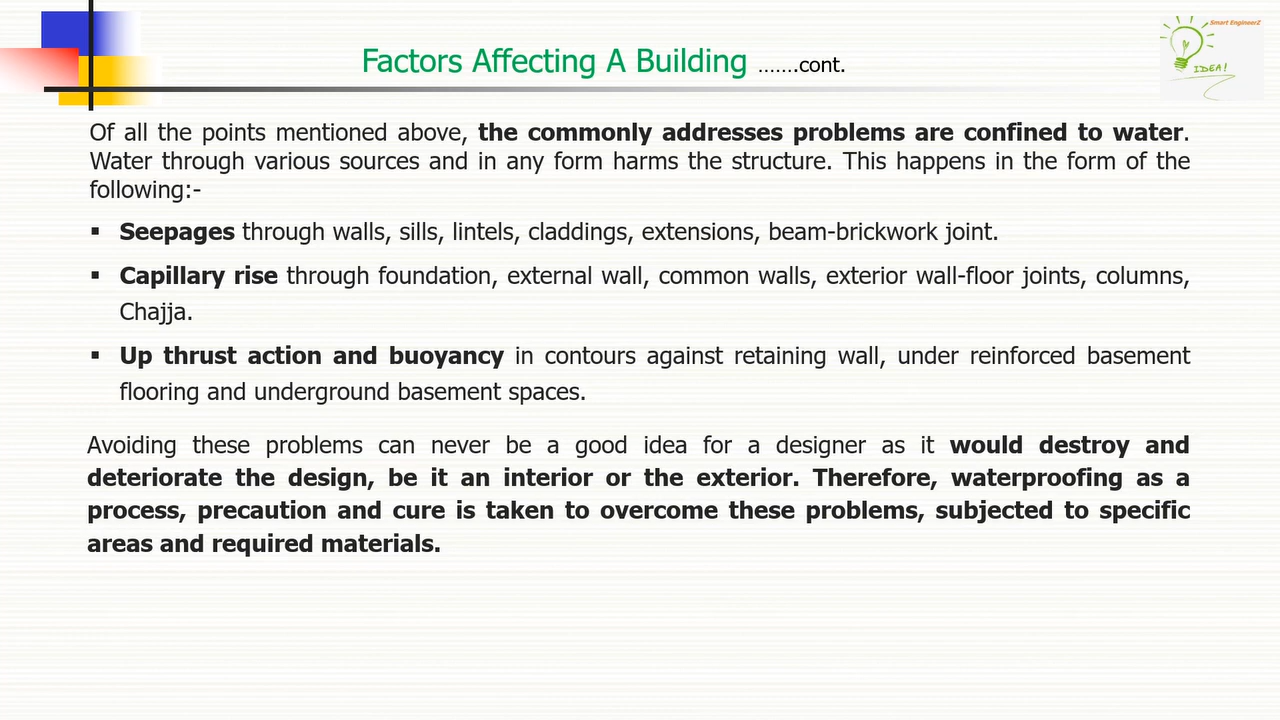 Smart EngineerZ
IDEA!
Factors Affecting A Building …….cont.
Of all the points mentioned above, the commonly addresses problems are confined to water.
Water through various sources and in any form harms the structure. This happens in the form of the
following:-
▪ Seepages through walls, sills, lintels, claddings, extensions, beam-brickwork joint.
▪ Capillary rise through foundation, external wall, common walls, exterior wall-floor joints, columns,
Chajja.
▪ Up thrust action and buoyancy in contours against retaining wall, under reinforced basement
flooring and underground basement spaces.
Avoiding these problems can never be a good idea for a designer as it would destroy and
deteriorate the design, be it an interior or the exterior. Therefore, waterproofing as a
process, precaution and cure is taken to overcome these problems, subjected to specific
areas and required materials.